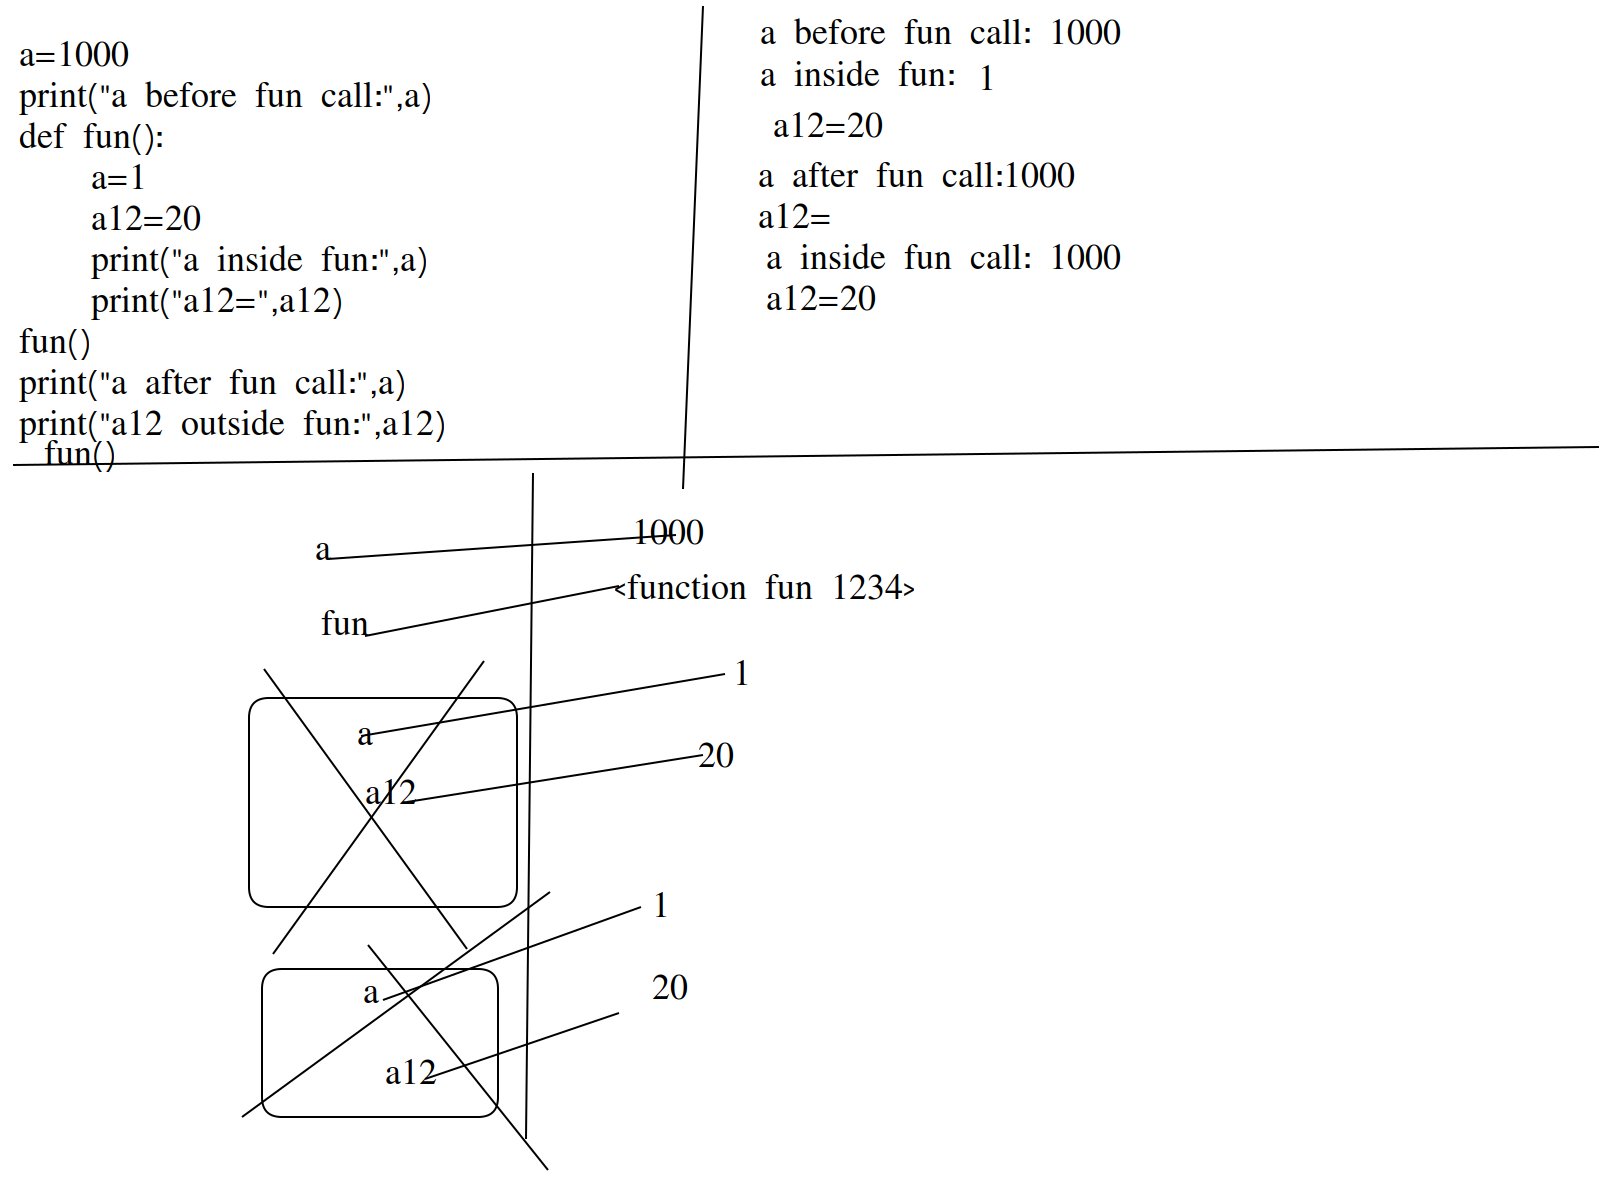 a=1000
print("a before fun call:",a)
def fun():
a=1
a12=20
print("a inside fun:",a)
print("a12=",a12)
fun()
print("a after fun call:",a)
print("a12 outside fun:",a12)
fun()
a before fun call: 1000
a inside fun: 1
a12=20
a after fun call:1000
a12=
a inside fun call: 1000
a12=20
a 1000
fun <function fun 1234>
a 1
a12 20
a 1
a12 20